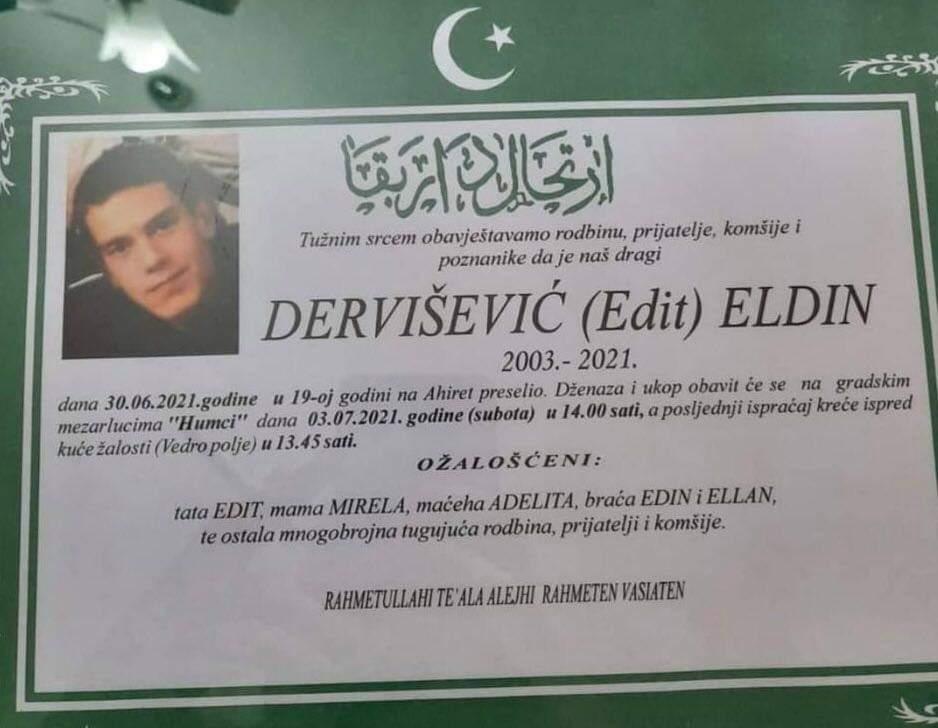 ارتحال دار بقا
Tužnim srcem obavještavamo rodbinu, prijatelje, komšije i
poznanike da je naš dragi
DERVIŠEVIĆ (Edit) ELDIN
2003.- 2021.
dana 30.06.2021.godine u 19-oj godini na Ahiret preselio. Dženaza i ukop obavit će se na gradskim
mezarlucima "Humci" dana 03.07.2021. godine (subota) u 14.00 sati, a posljednji ispraćaj kreće ispred
kuće žalosti (Vedro polje) u 13.45 sati.
OŽALOŠĆENI:
tata EDIT, mama MIRELA, maćeha ADELITA, braća EDIN i ELLAN,
te ostala mnogobrojna tugujuća rodbina, prijatelji i komšije.
RAHMETULLAHI TE'ALA ALEJHI RAHMETEN VASIATEN